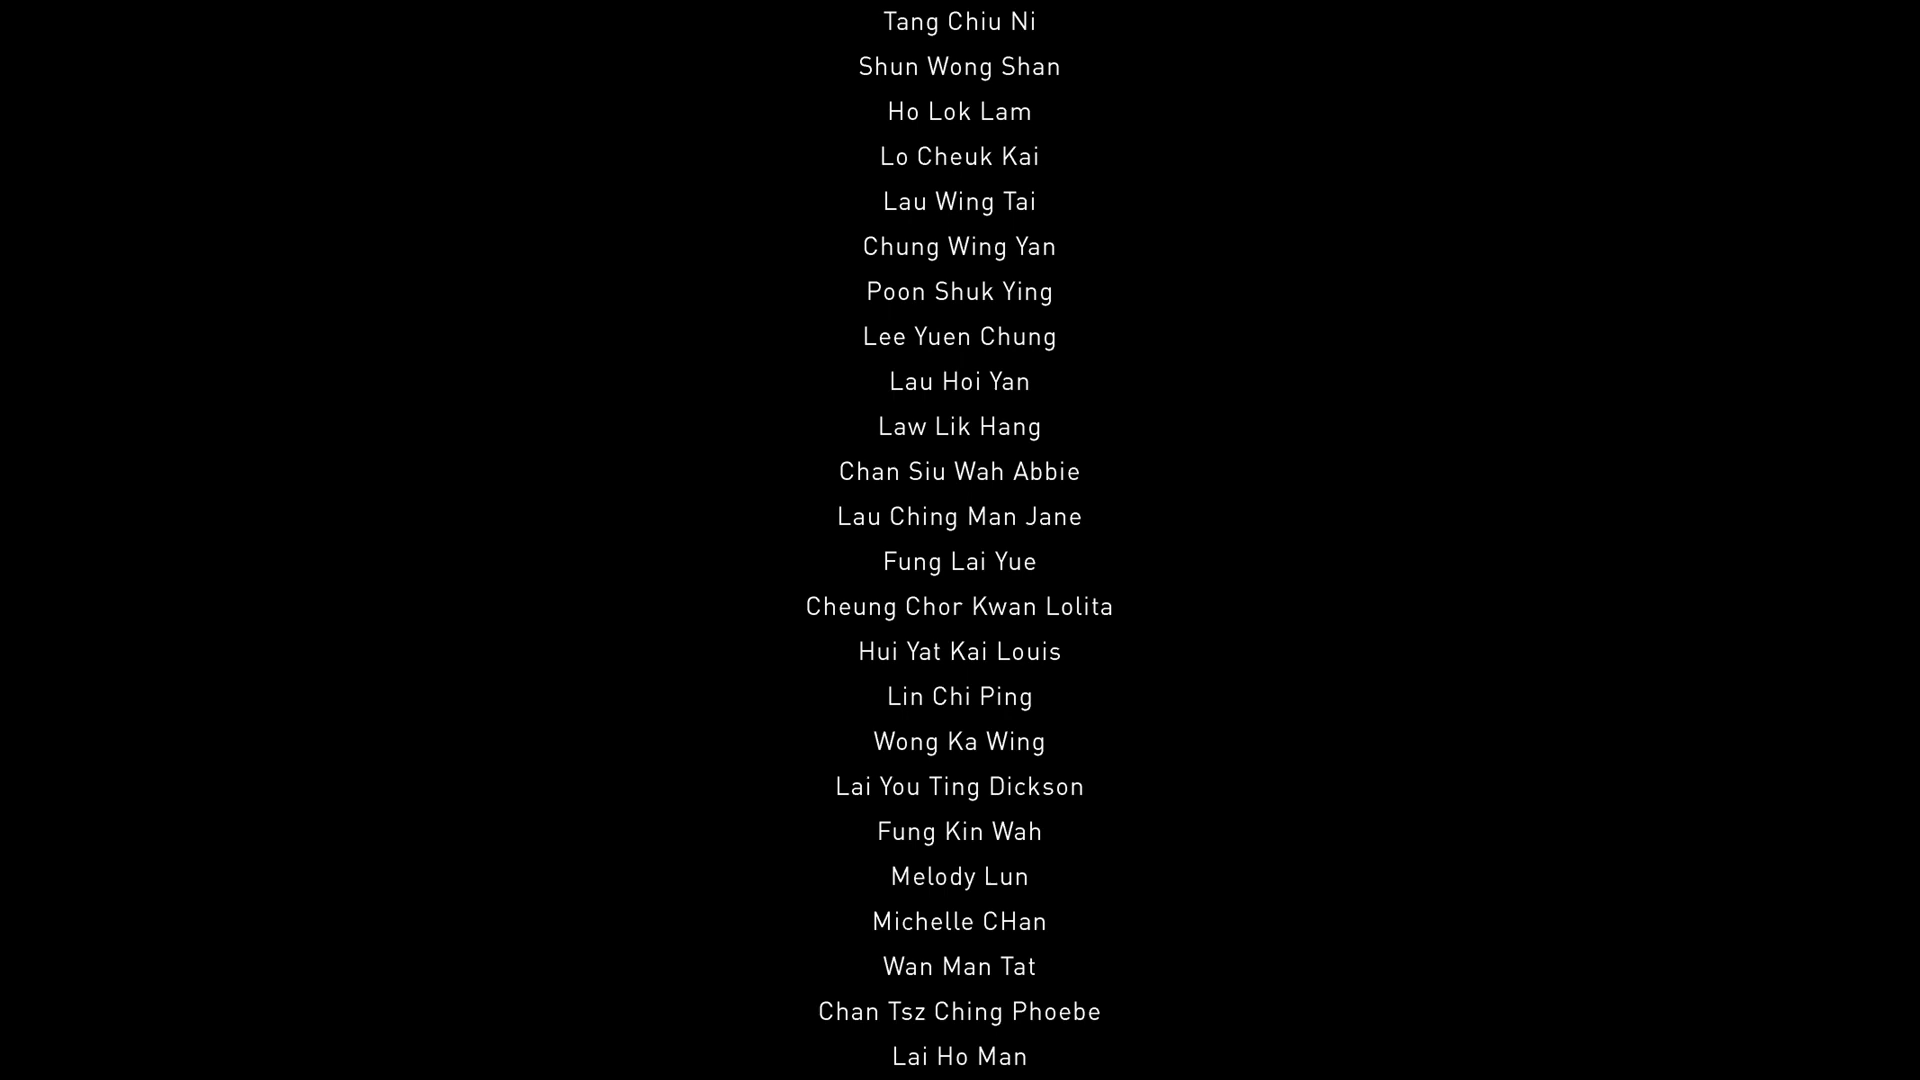 Tang Chiu Ni
Shun Wong Shan
Ho Lok Lam
Lo Cheuk Kai
Lau Wing Tai
Chung Wing Yan
Poon Shuk Ying
Lee Yuen Chung
Lau Hoi Yan
Law Lik Hang
Chan Siu Wah Abbie
Lau Ching Man Jane
Fung Lai Yue
Cheung Chor Kwan Lolita
Hui Yat Kai Louis
Lin Chi Ping
Wong Ka Wing
Lai You Ting Dickson
Fung Kin Wah
Melody Lun
Michelle CHan
Wan Man Tat
Chan Tsz Ching Phoebe
Lai Ho Man